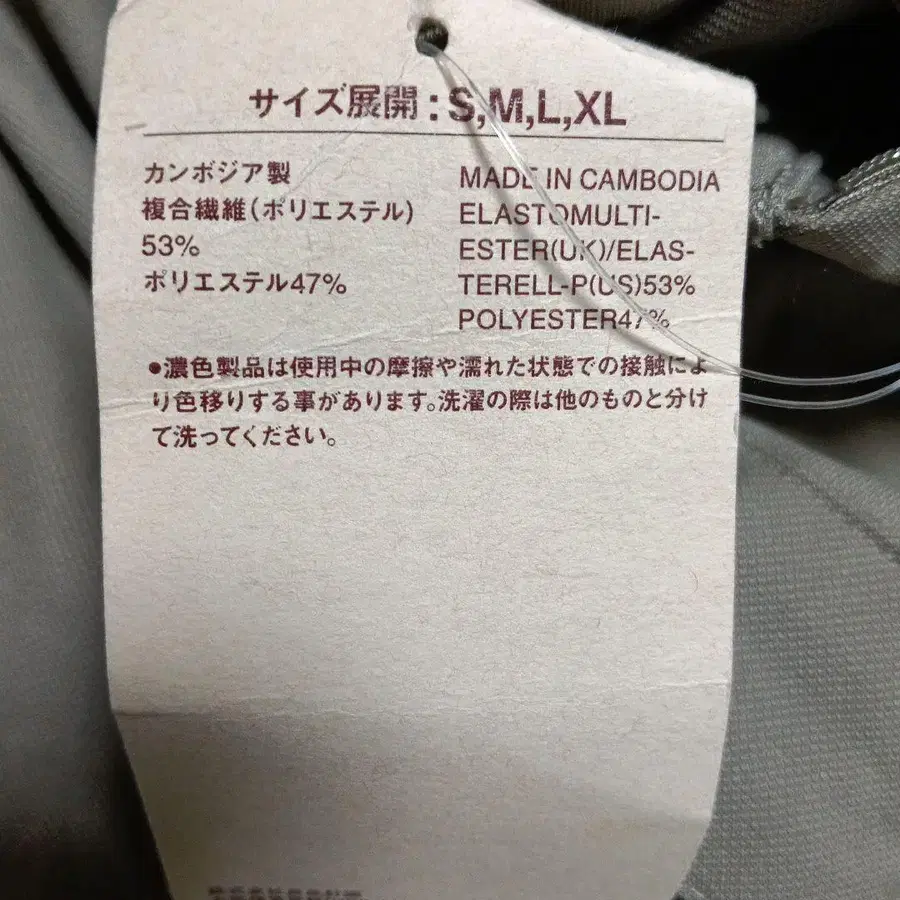 サイズ展開:S,M,L,XL
カンボジア製
複合繊維(ポリエステル)
53%
ポリエステル47%
MADE IN CAMBODIA
ELASTOMULTI-
ESTER(UK)/ELAS-
TERELL-P(US)53%
POLYESTER47%
●濃色製品は使用中の摩擦や濡れた状態での接触によ
り色移りする事があります。洗濯の際は他のものと分け
て洗ってください。